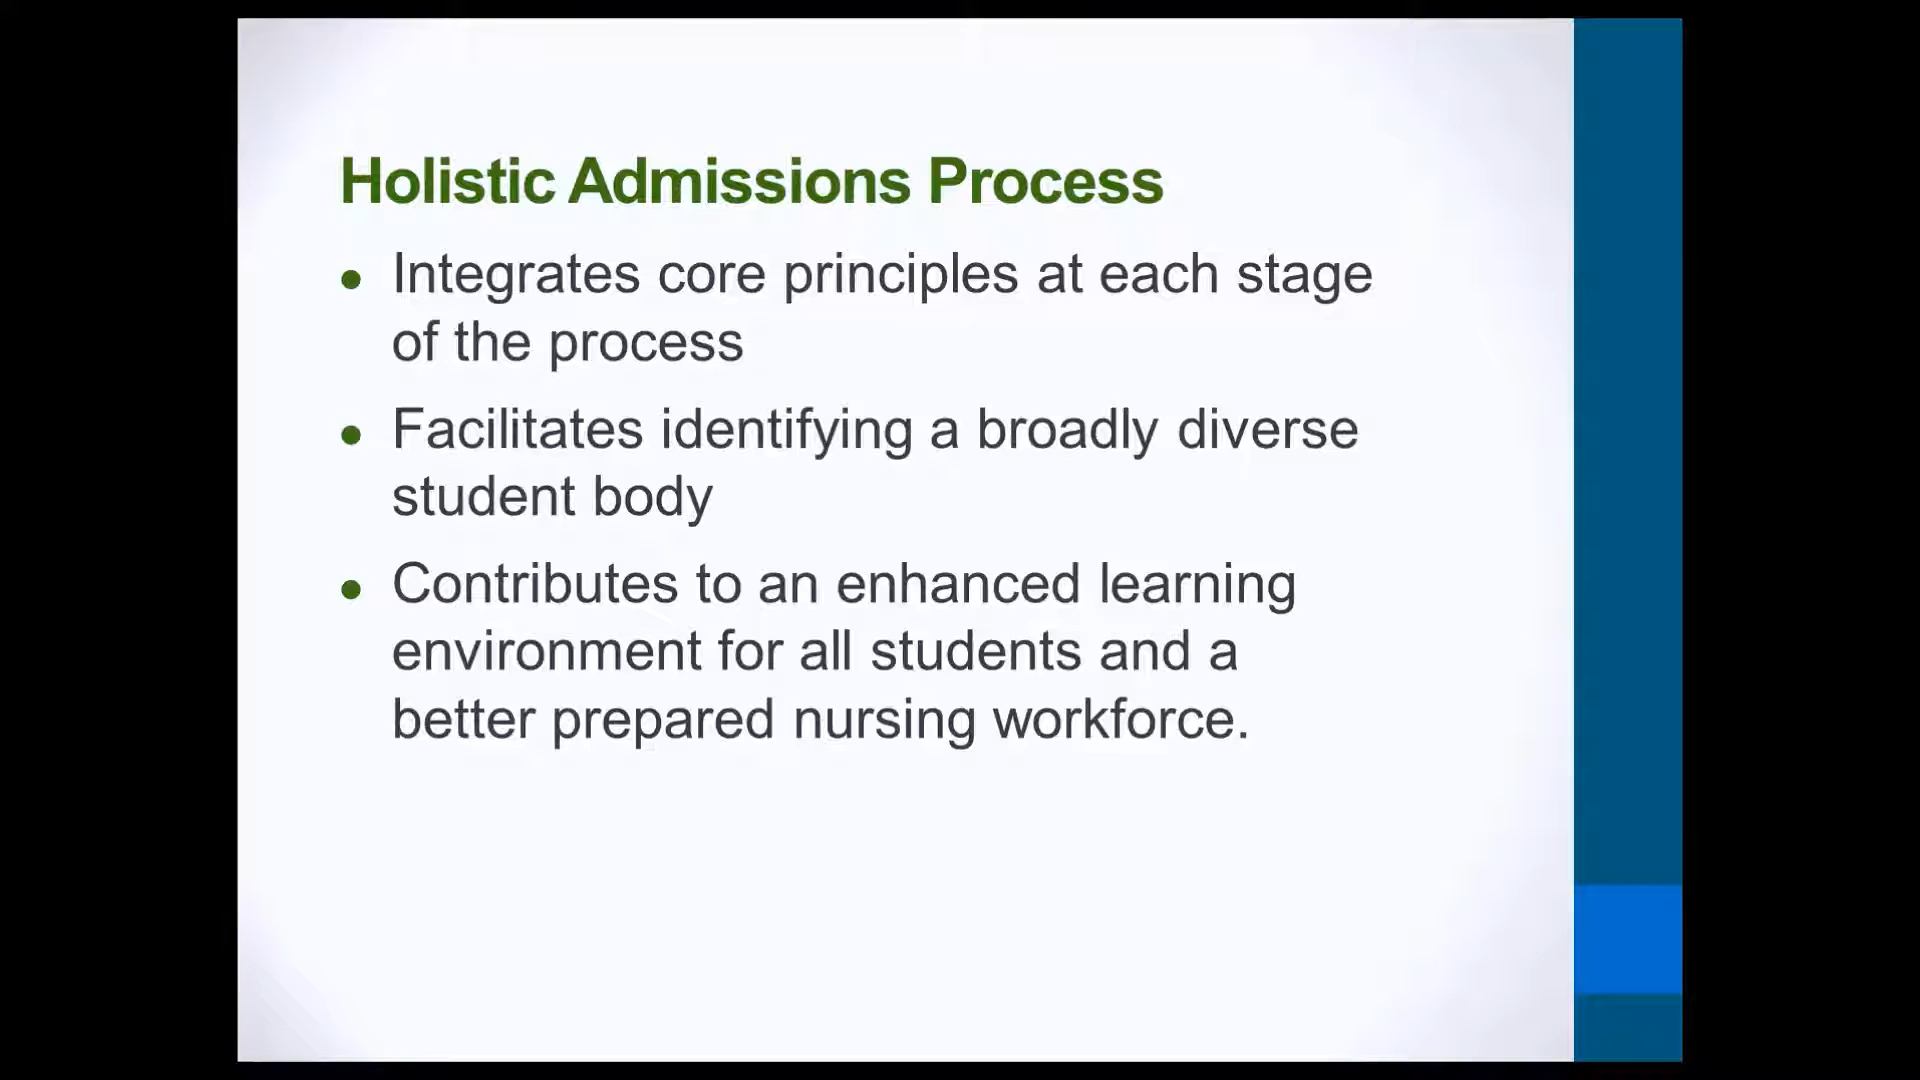 Holistic Admissions Process
• Integrates core principles at each stage
of the process
• Facilitates identifying a broadly diverse
student body
• Contributes to an enhanced learning
environment for all students and a
better prepared nursing workforce.